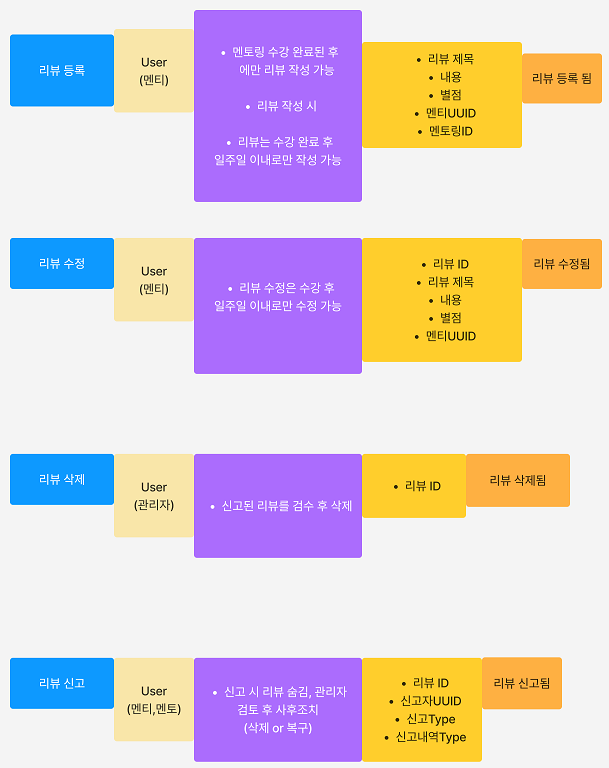 리뷰 등록
User
(멘티)
• 멘토링 수강 완료된 후
에만 리뷰 작성 가능
• 리뷰 작성 시
• 리뷰는 수강 완료 후
일주일 이내로만 작성 가능
• 리뷰 제목
• 내용
• 별점
• 멘티UUID
• 멘토링ID
리뷰 등록 됨
리뷰 수정
User
(멘티)
• 리뷰 수정은 수강 후
일주일 이내로만 수정 가능
• 리뷰 ID
• 리뷰 제목
• 내용
• 별점
• 멘티UUID
리뷰 수정됨
리뷰 삭제
User
(관리자)
• 신고된 리뷰를 검수 후 삭제
• 리뷰 ID
리뷰 삭제됨
리뷰 신고
User
(멘티,멘토)
• 신고 시 리뷰 숨김, 관리자
검토 후 사후조치
(삭제 or 복구)
• 리뷰 ID
• 신고자UUID
• 신고Type
• 신고내역Type
리뷰 신고됨